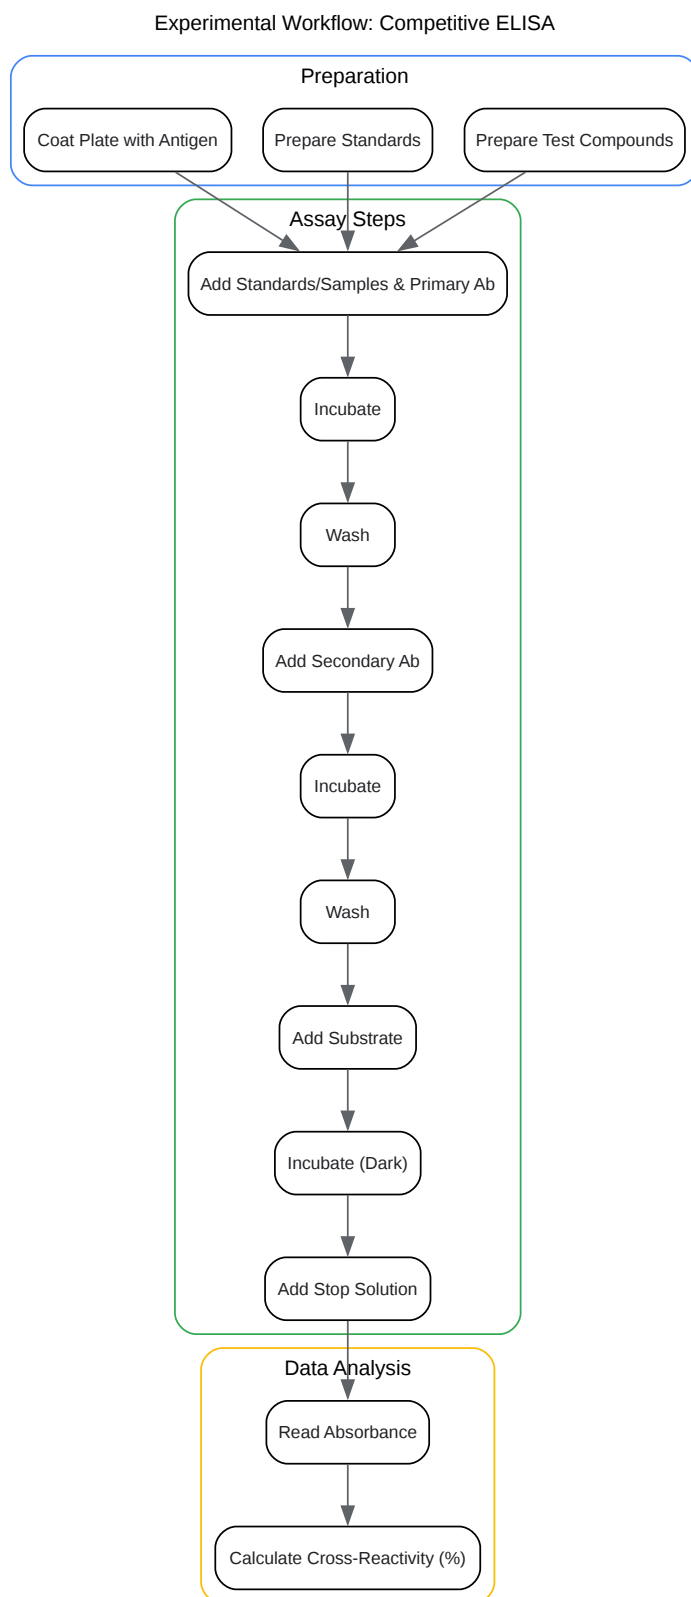 Experimental Workflow: Competitive ELISA
Preparation
Coat Plate with Antigen
Prepare Standards
Prepare Test Compounds
Assay Steps
Add Standards/Samples & Primary Ab
Incubate
Wash
Add Secondary Ab
Incubate
Wash
Add Substrate
Incubate (Dark)
Add Stop Solution
Data Analysis
Read Absorbance
Calculate Cross-Reactivity (%)